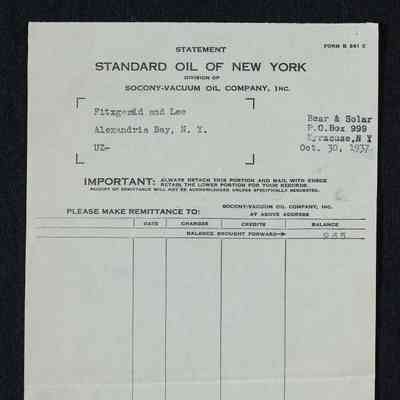 FORM B 241 C
STATEMENT
STANDARD OIL OF NEW YORK
DIVISION OF
SOCONY-VACUUM OIL COMPANY, INC.
Fitzgerld and Lee
Alexandria Bay, N. Y.
UZ-
Bear & Solar
P.O.Box 999
Syracuse,N Y
Oct. 30, 1937.
IMPORTANT: ALWAYS DETACH THIS PORTION AND MAIL WITH CHECK
RETAIN THE LOWER PORTION FOR YOUR RECORDS.
RECEIPT OF REMITTANCE WILL NOT BE ACKNOWLEDGED UNLESS SPECIFICALLY REQUESTED.
PLEASE MAKE REMITTANCE TO: SOCONY-VACUUM OIL COMPANY, INC.
AT ABOVE ADDRESS
DATE CHARGES CREDITS BALANCE
BALANCE BROUGHT FORWARD→